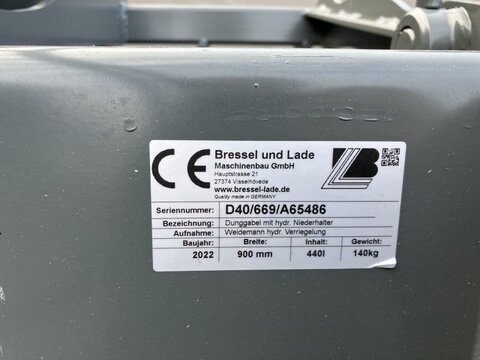 CE
Bressel und Lade
Maschinenbau GmbH
Hauptstrasse 21
27374 Visselhövede
www.bressel-lade.de
Quality made in GERMANY
LB
Seriennummer: D40/669/A65486
Bezeichnung: Dunggabel mit hydr. Niederhalter
Aufnahme: Weidemann hydr. Verriegelung
Baujahr: Breite: Inhalt: Gewicht:
2022 900 mm 440l 140kg